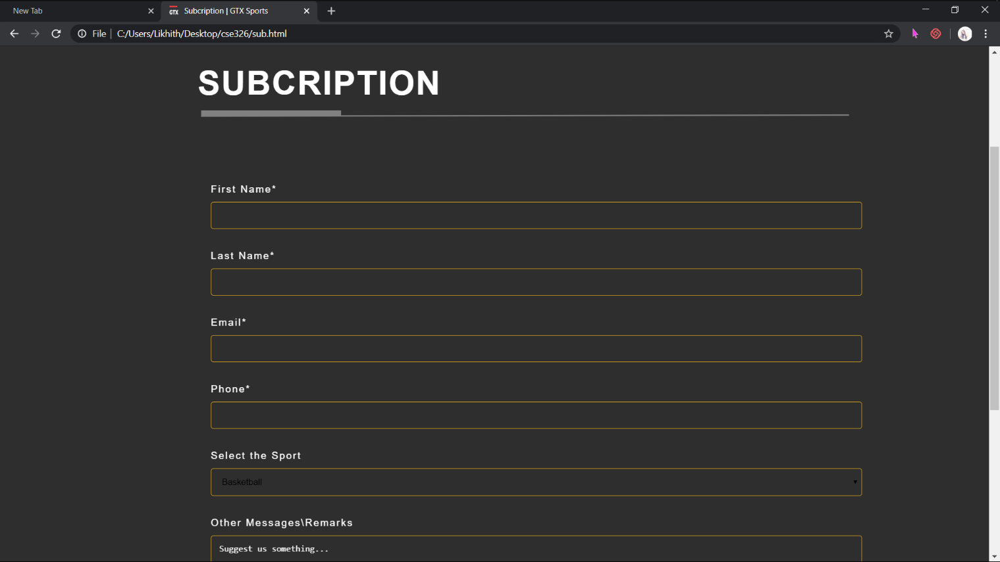 New Tab
GTX Subcription | GTX Sports
File C:/Users/Likhith/Desktop/cse326/sub.html
SUBCRIPTION
First Name*
Last Name*
Email*
Phone*
Select the Sport
Basketball
Other Messages\Remarks
Suggest us something...